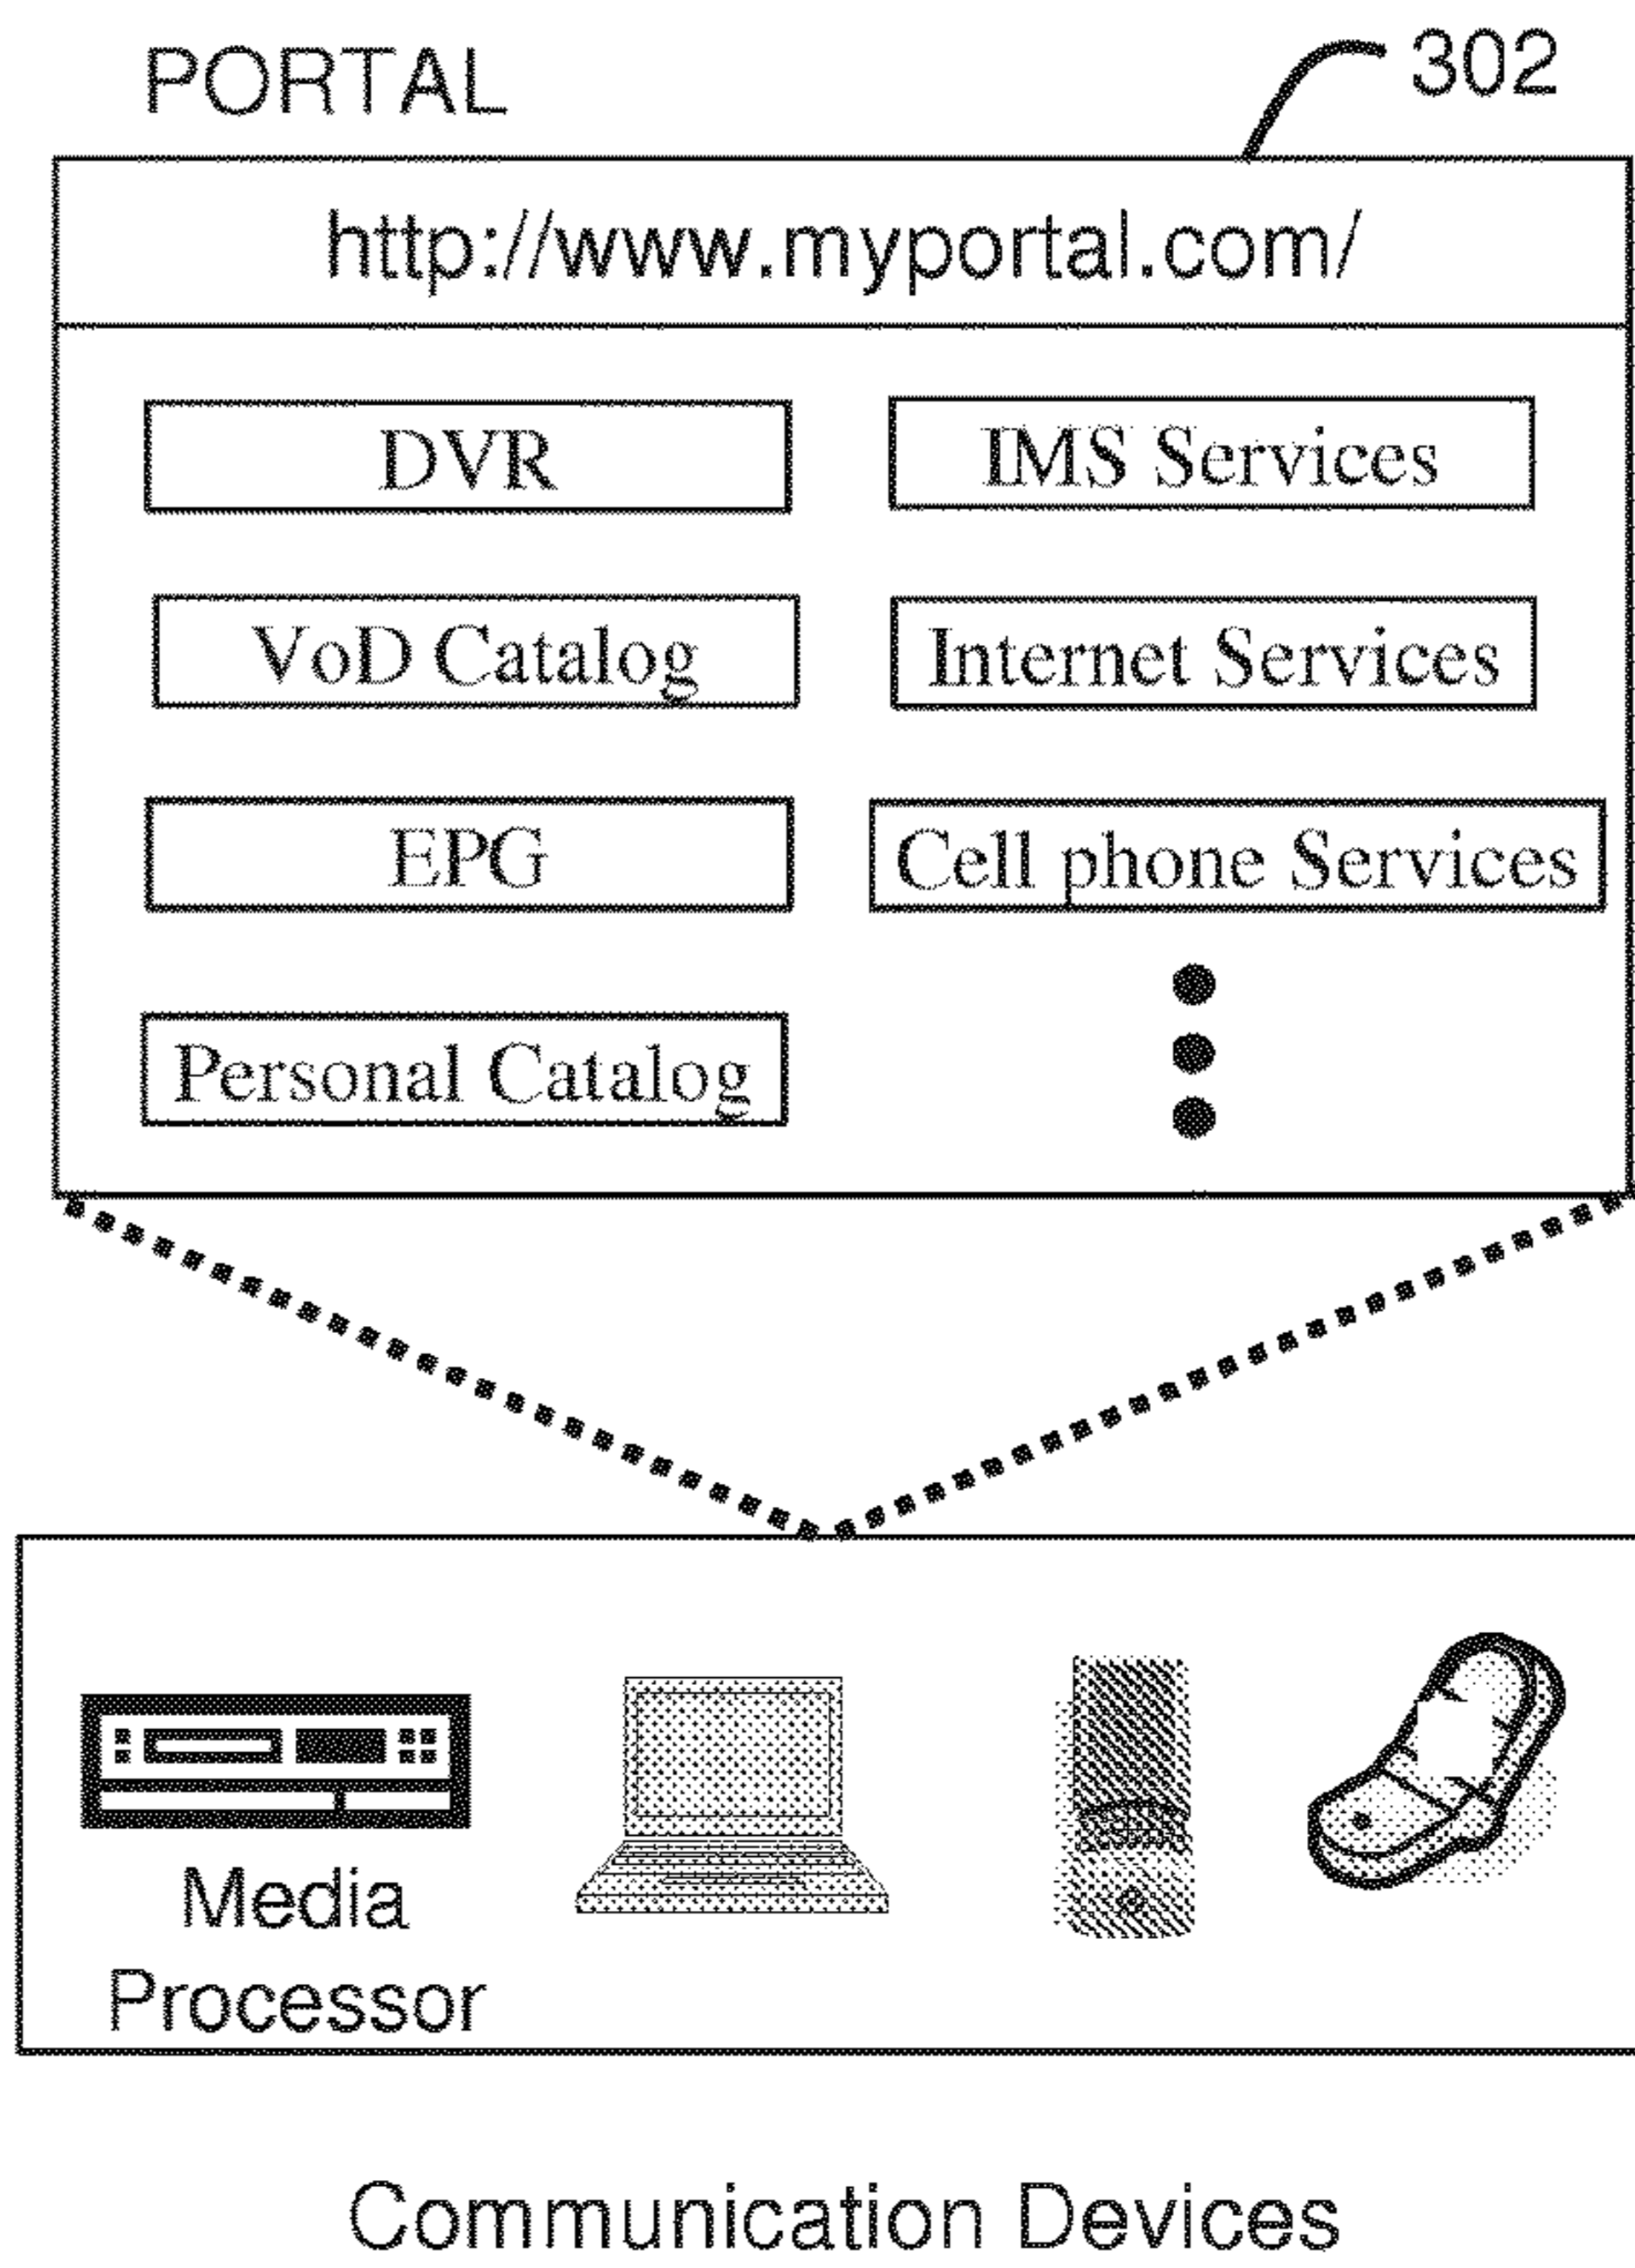 PORTAL
302
http://www.myportal.com/
DVR
IMS Services
VoD Catalog
Internet Services
EPG
Cell phone Services
Personal Catalog
Media
Processor
Communication Devices